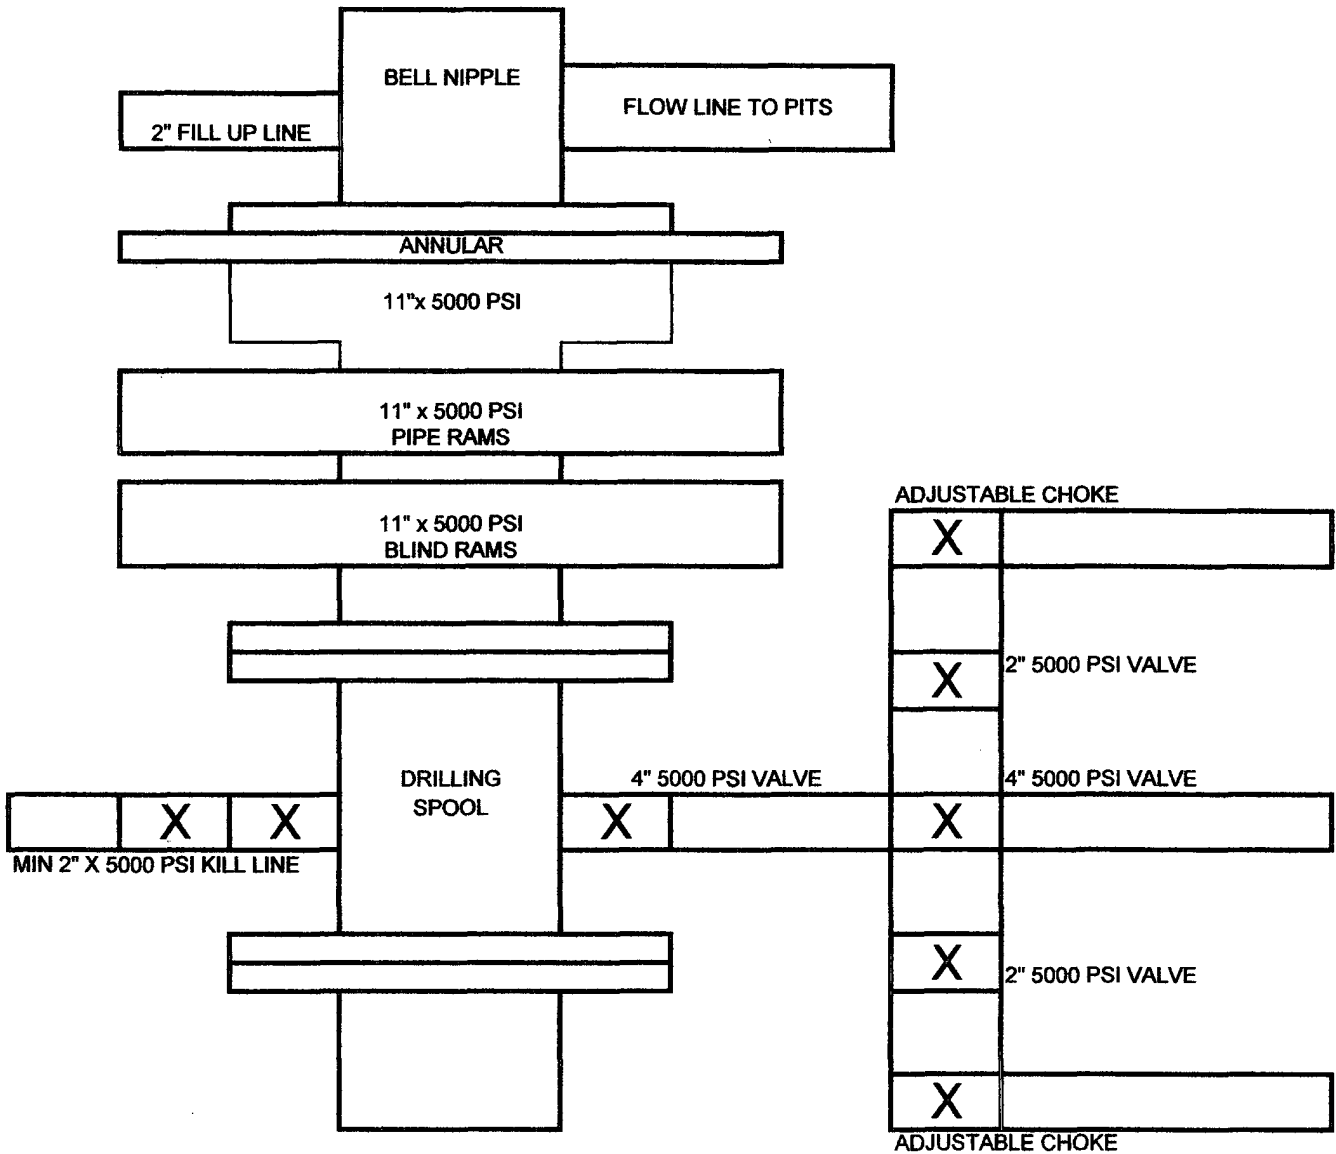 BELL NIPPLE
FLOW LINE TO PITS
2" FILL UP LINE
ANNULAR
11"x 5000 PSI
11" x 5000 PSI
PIPE RAMS
11" x 5000 PSI
BLIND RAMS
ADJUSTABLE CHOKE
X
X
2" 5000 PSI VALVE
DRILLING
SPOOL
4" 5000 PSI VALVE
4" 5000 PSI VALVE
X
X
X
X
MIN 2" X 5000 PSI KILL LINE
X
2" 5000 PSI VALVE
X
ADJUSTABLE CHOKE